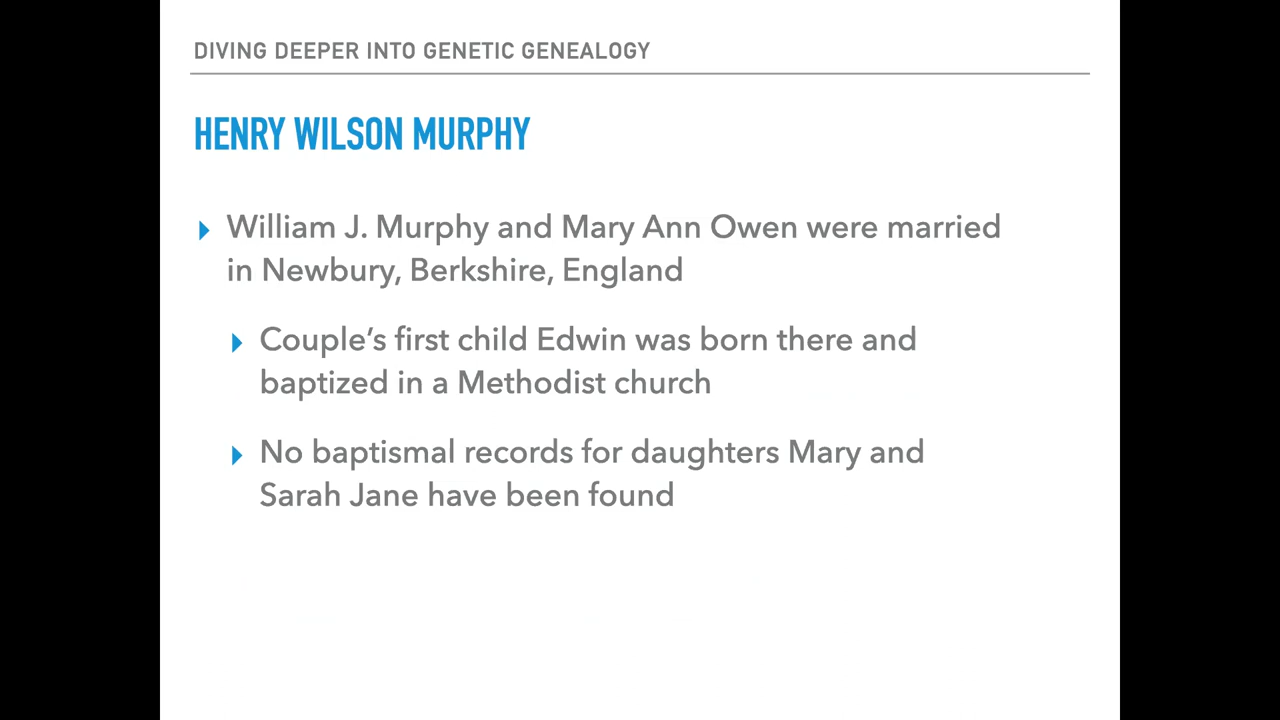 DIVING DEEPER INTO GENETIC GENEALOGY
HENRY WILSON MURPHY
William J. Murphy and Mary Ann Owen were married
in Newbury, Berkshire, England
Couple’s first child Edwin was born there and
baptized in a Methodist church
No baptismal records for daughters Mary and
Sarah Jane have been found